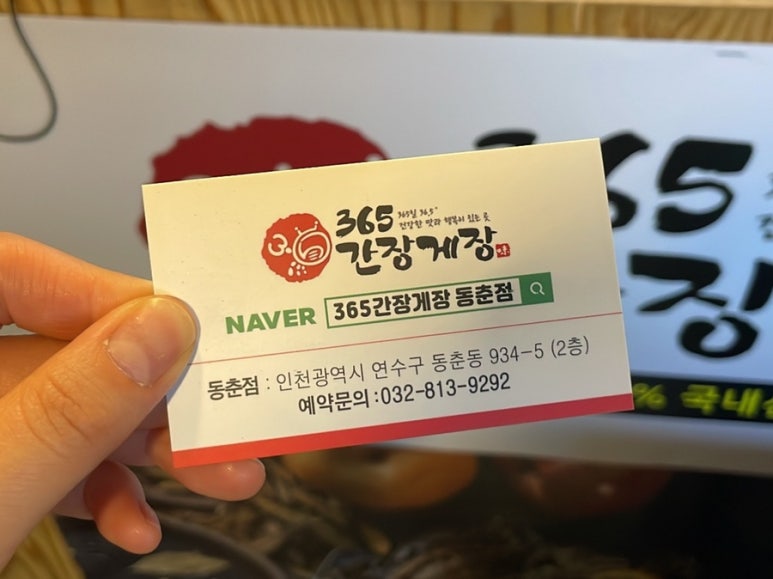 365
365일 36.5°
건강한 맛과 행복이 있는 곳
간장게장
NAVER 365간장게장 동춘점
동춘점 : 인천광역시 연수구 동춘동 934-5 (2층)
예약문의 : 032-813-9292
365
장
% 국내